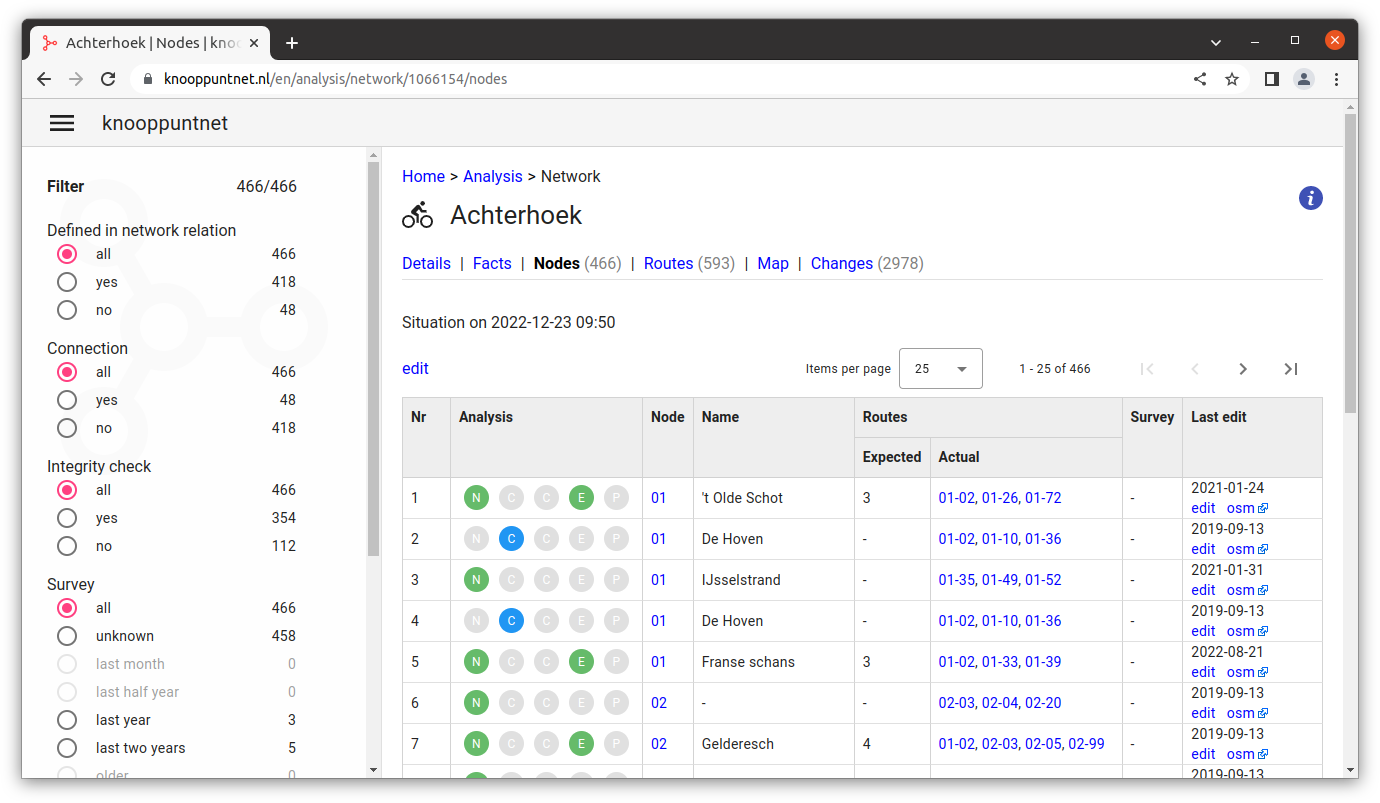 Achterhoek | Nodes | knoo
knooppuntnet.nl/en/analysis/network/1066154/nodes
knooppuntnet
Filter 466/466
Defined in network relation
all 466
yes 418
no 48
Connection
all 466
yes 48
no 418
Integrity check
all 466
yes 354
no 112
Survey
all 466
unknown 458
last month 0
last half year 0
last year 3
last two years 5
older 0
Home > Analysis > Network
i
Achterhoek
Details | Facts | Nodes (466) | Routes (593) | Map | Changes (2978)
Situation on 2022-12-23 09:50
edit Items per page 25 1 - 25 of 466
Nr Analysis Node Name Routes Survey Last edit
Expected Actual
1 N C C E P 01 't Olde Schot 3 01-02, 01-26, 01-72 - 2021-01-24
edit osm
2 N C C E P 01 De Hoven - 01-02, 01-10, 01-36 - 2019-09-13
edit osm
3 N C C E P 01 IJsselstrand - 01-35, 01-49, 01-52 - 2021-01-31
edit osm
4 N C C E P 01 De Hoven - 01-02, 01-10, 01-36 - 2019-09-13
edit osm
5 N C C E P 01 Franse schans 3 01-02, 01-33, 01-39 - 2022-08-21
edit osm
6 N C C E P 02 - - 02-03, 02-04, 02-20 - 2019-09-13
edit osm
7 N C C E P 02 Gelderesch 4 01-02, 02-03, 02-05, 02-99 - 2019-09-13
edit osm
2019-09-13